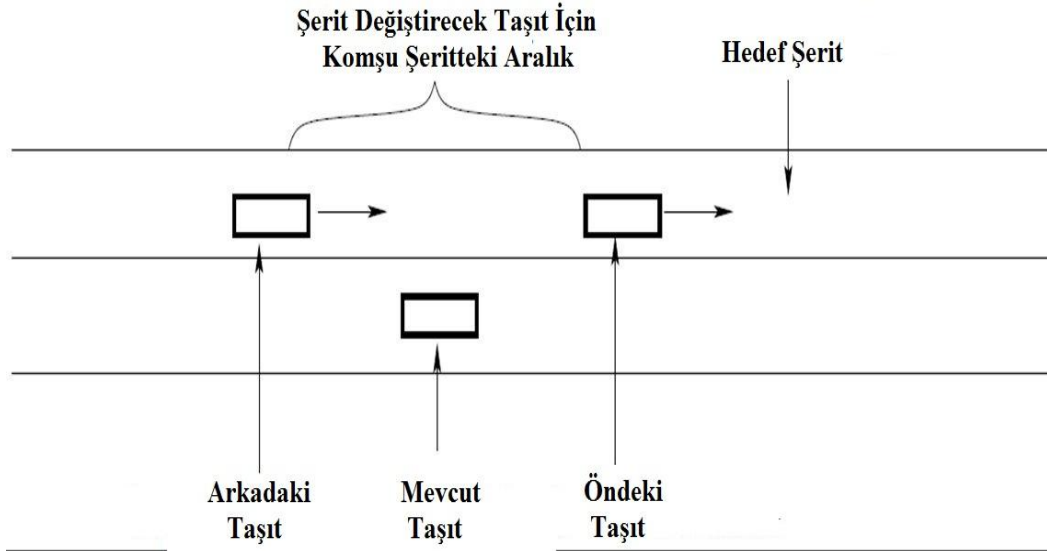 Şerit Değiştirecek Taşıt İçin
Komşu Şeritteki Aralık
Hedef Şerit
Arkadaki
Taşıt
Mevcut
Taşıt
Öndeki
Taşıt